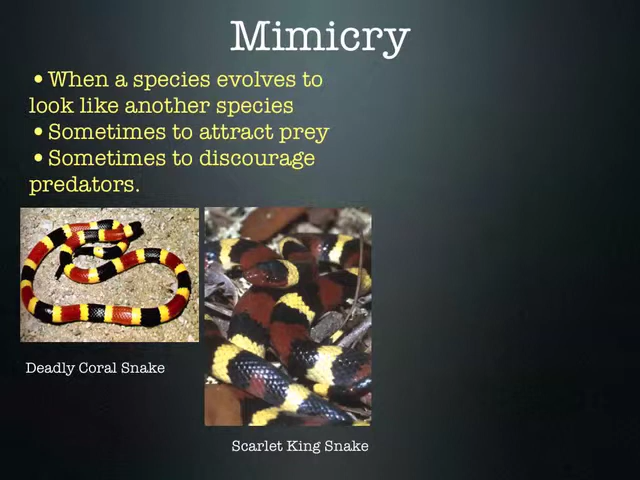 Mimicry
•When a species evolves to
look like another species
•Sometimes to attract prey
•Sometimes to discourage
predators.
Deadly Coral Snake
Scarlet King Snake